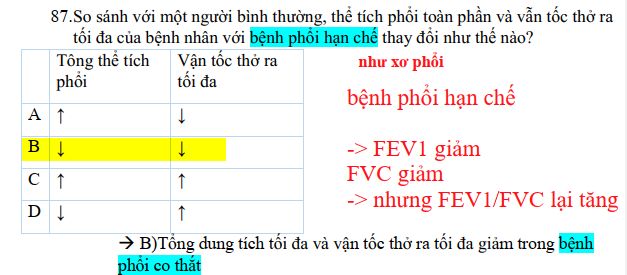 87.So sánh với một người bình thường, thể tích phổi toàn phần và vẫn tốc thở ra
tối đa của bệnh nhân với bệnh phổi hạn chế thay đổi như thế nào?
Tông thể tích phổi
Vận tốc thở ra tối đa
A ↑ ↓
B ↓ ↓
C ↑ ↑
D ↓ ↑
như xơ phổi
bệnh phổi hạn chế
-> FEV1 giảm
FVC giảm
-> nhưng FEV1/FVC lại tăng
→ B)Tổng dung tích tối đa và vận tốc thở ra tối đa giảm trong bệnh
phổi co thắt